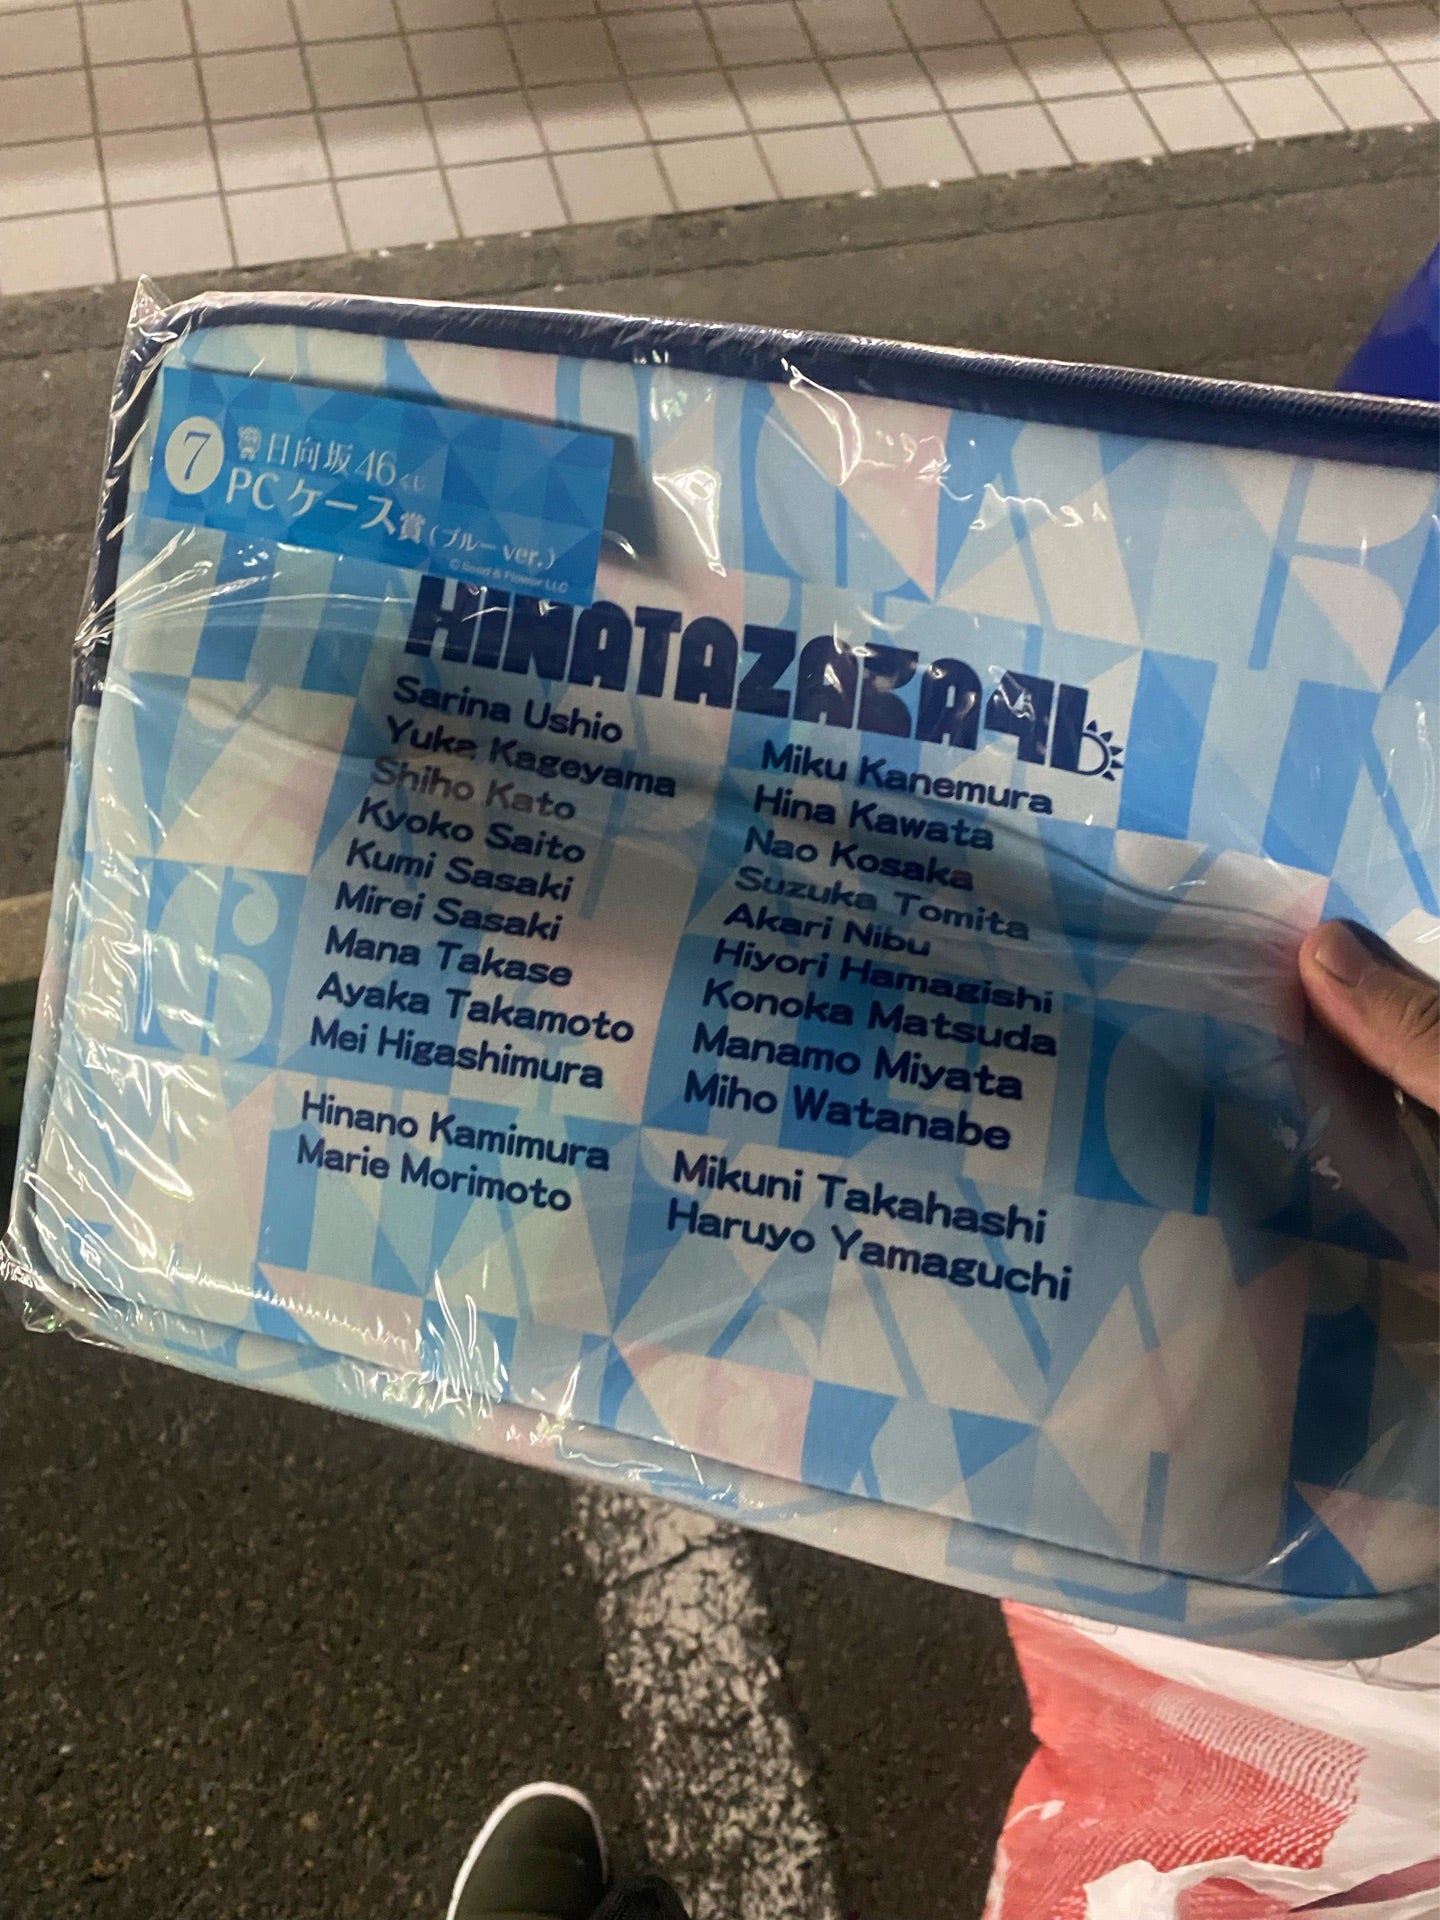 7
日向坂46くじ
PCケース賞(ブルーver.)
© Seed & Flower LLC
HINATAZAKA46
Sarina Ushio
Yuka Kageyama
Shiho Kato
Kyoko Saito
Kumi Sasaki
Mirei Sasaki
Mana Takase
Ayaka Takamoto
Mei Higashimura
Hinano Kamimura
Marie Morimoto
Miku Kanemura
Hina Kawata
Nao Kosaka
Suzuka Tomita
Akari Nibu
Hiyori Hamagishi
Konoka Matsuda
Manamo Miyata
Miho Watanabe
Mikuni Takahashi
Haruyo Yamaguchi